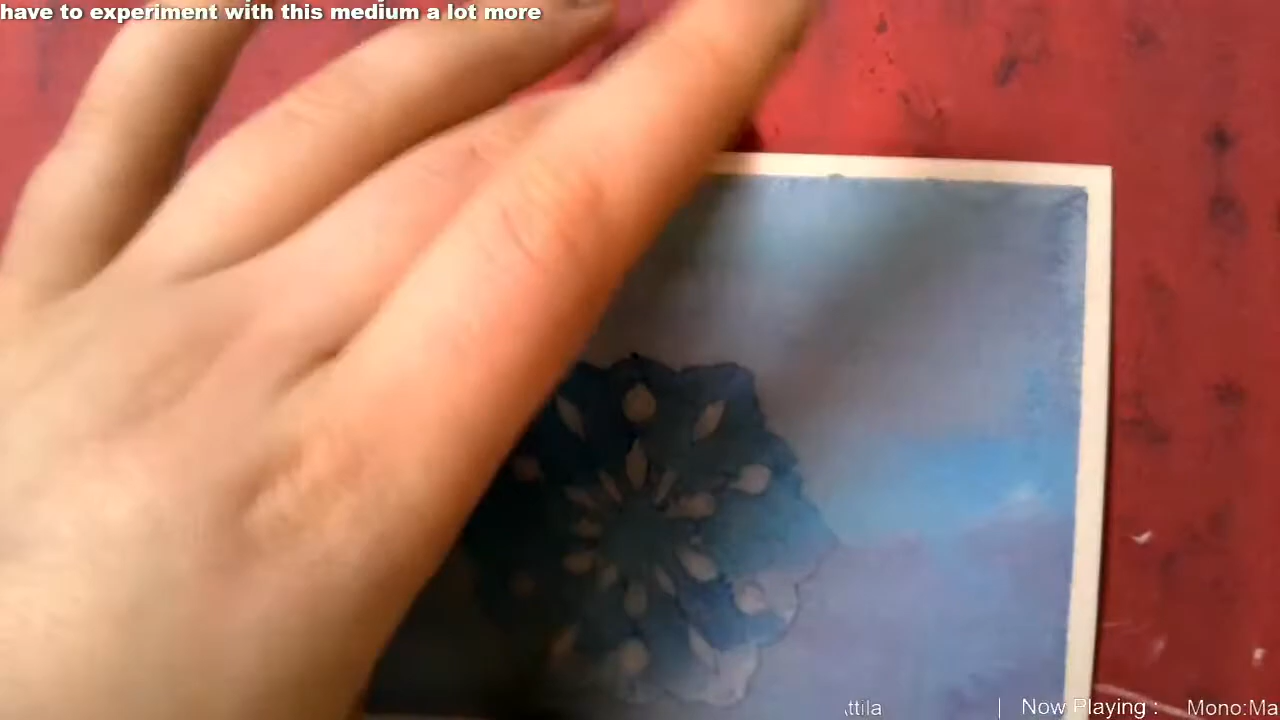 have to experiment with this medium a lot more
ttila | Now Playing : Mono:Ma